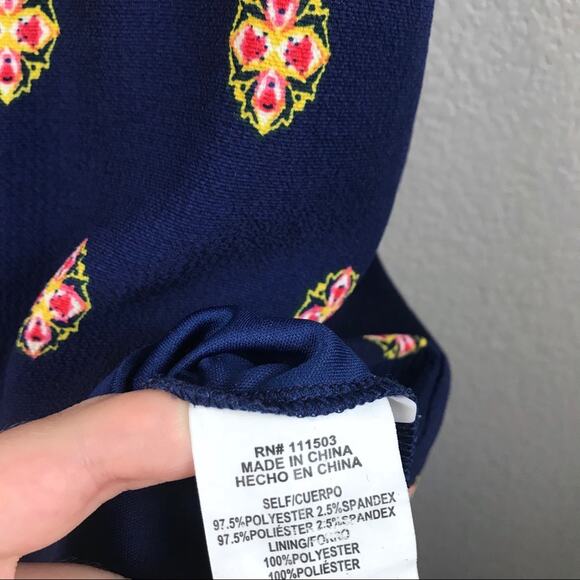 RN# 111503
MADE IN CHINA
HECHO EN CHINA
SELF/CUERPO
97.5%POLYESTER 2.5%SPANDEX
97.5%POLIÉSTER 2.5%SPANDEX
LINING/FORRO
100%POLYESTER
100%POLIÉSTER